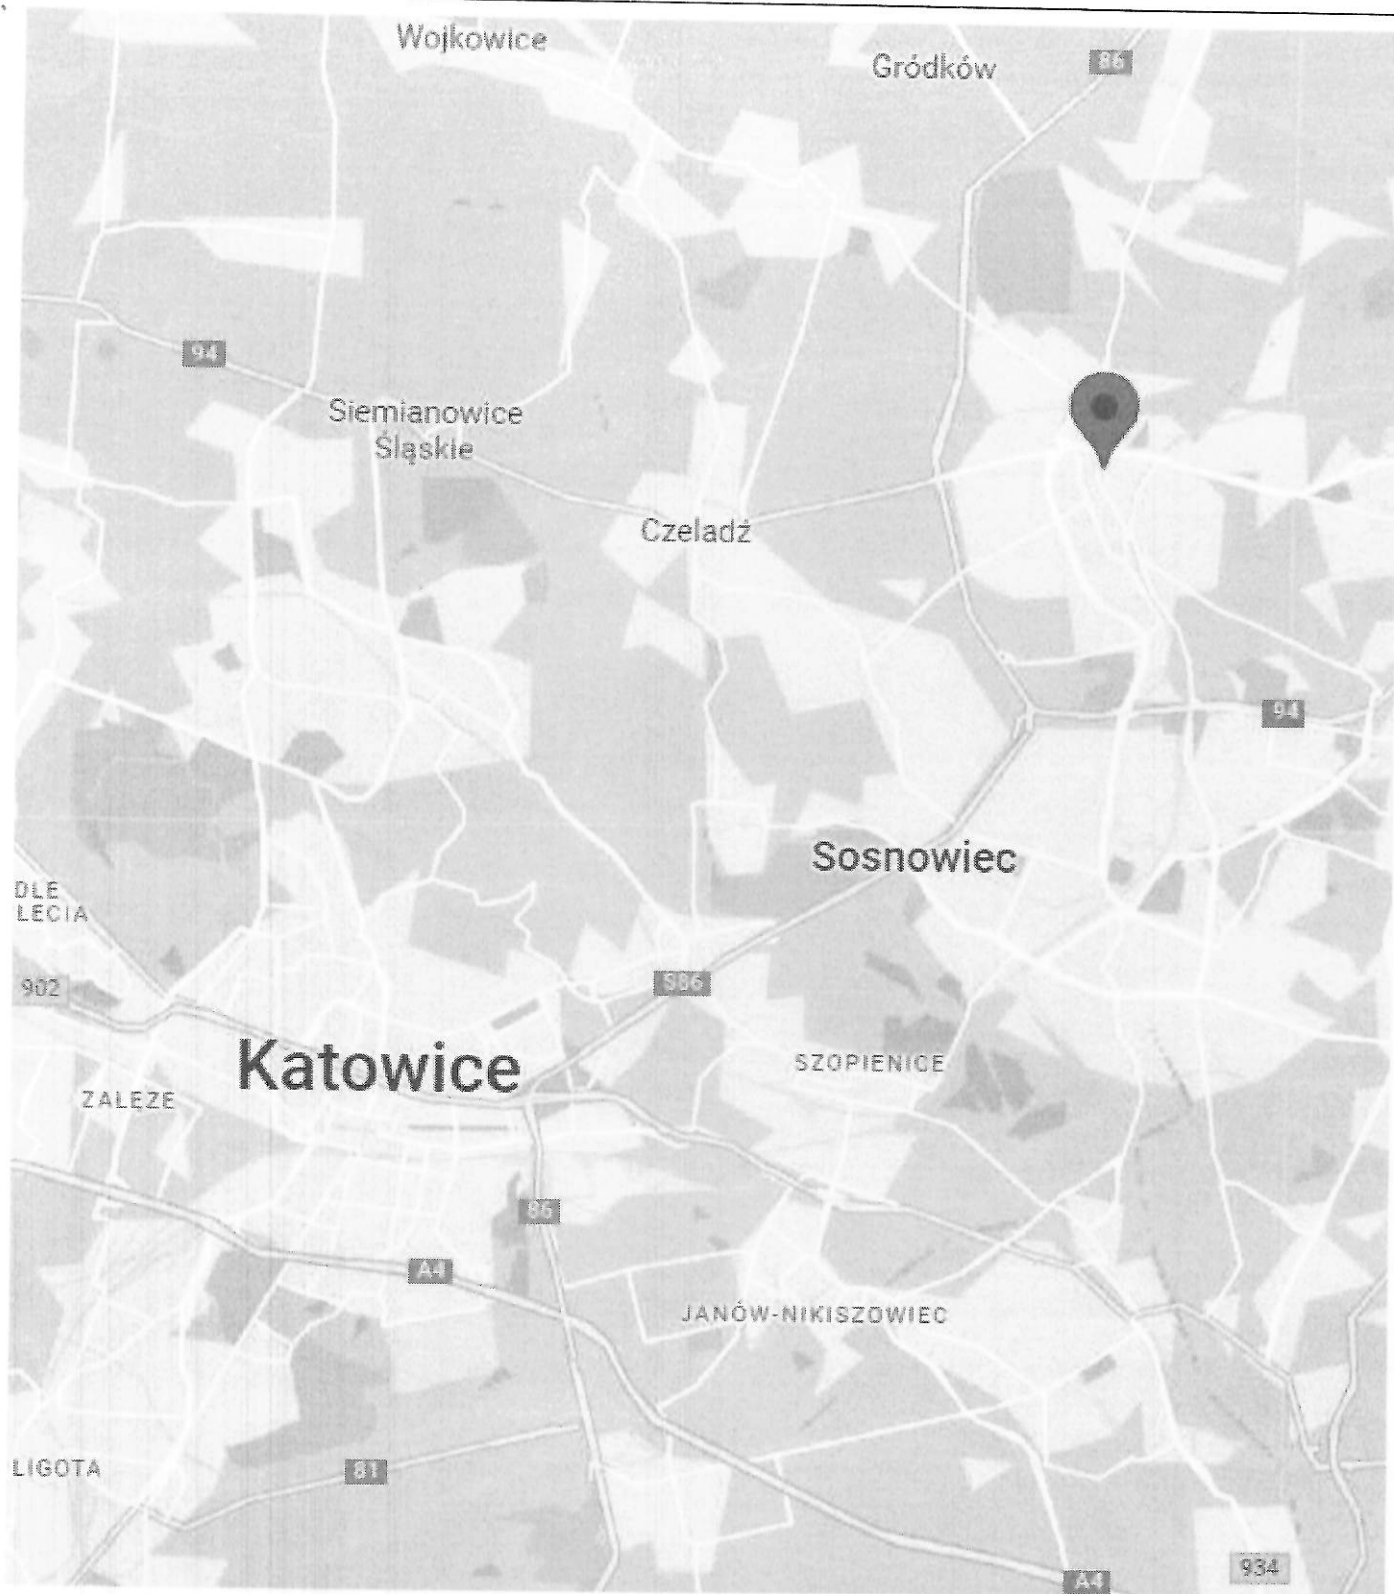 Wojkowice
Gródków
86
94
Siemianowice
Śląskie
Czeladź
94
Sosnowiec
DLE
LECIA
902
S86
Katowice
SZOPIENICE
ZAŁĘŻE
86
A4
JANÓW-NIKISZOWIEC
LIGOTA
81
934
A4